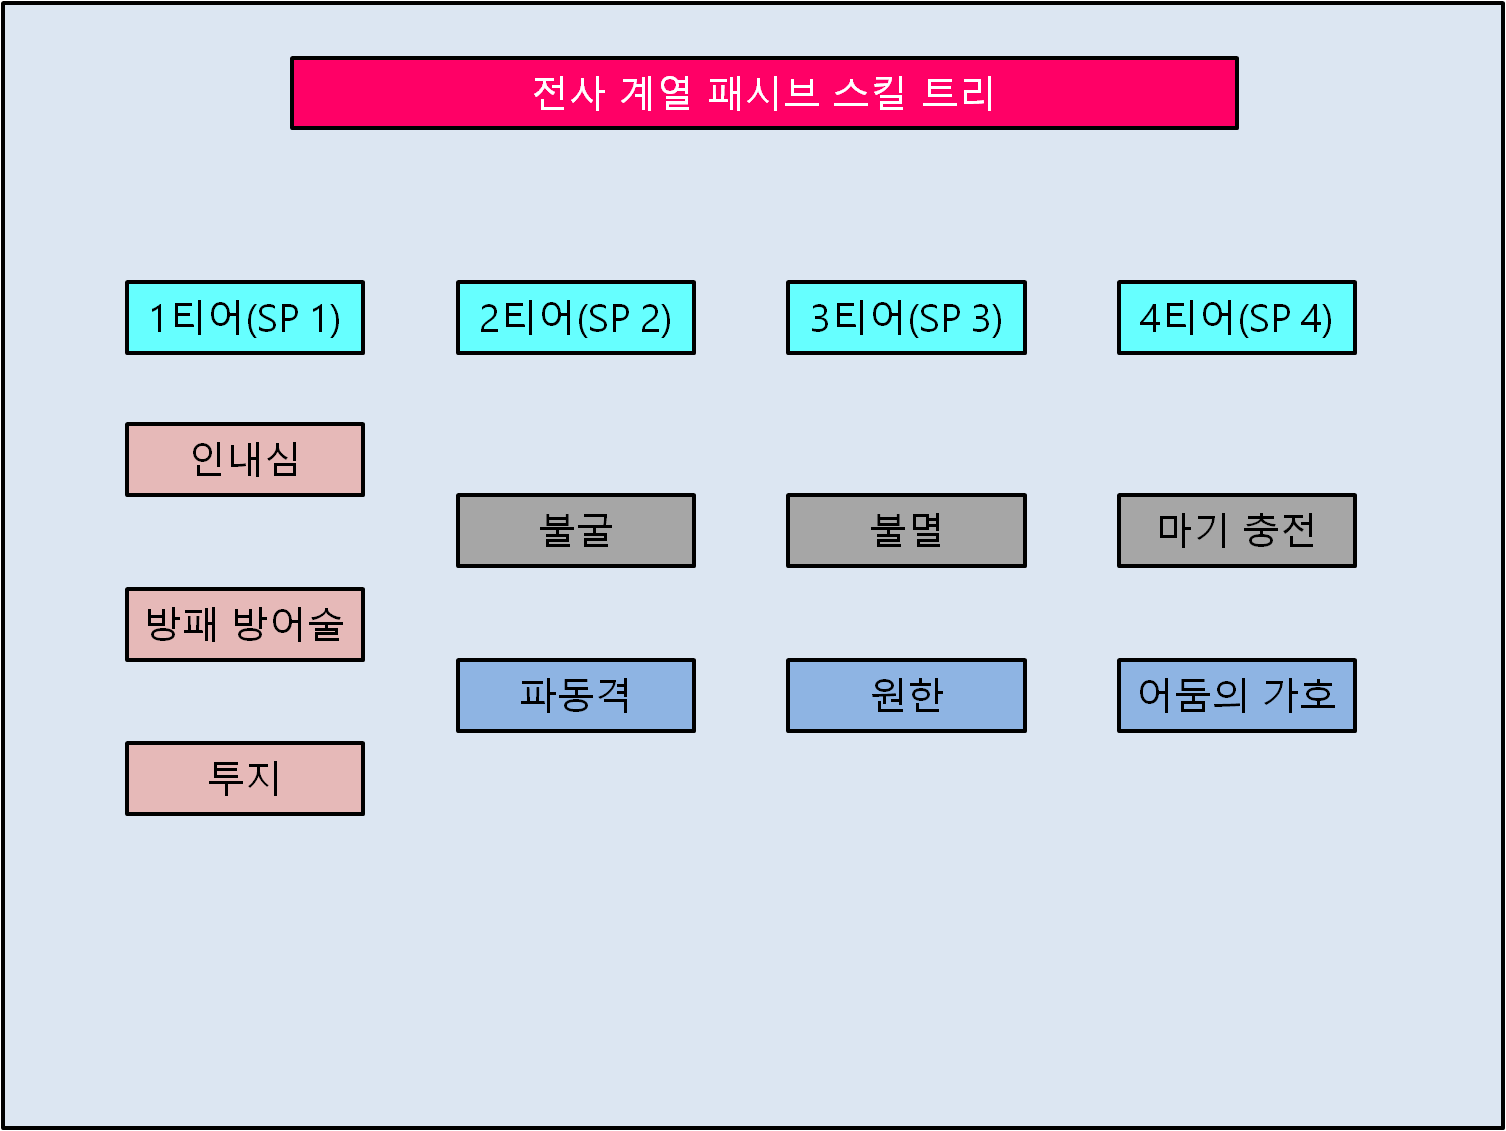 전사 계열 패시브 스킬 트리
1티어(SP 1)
2티어(SP 2)
3티어(SP 3)
4티어(SP 4)
인내심
불굴
불멸
마기 충전
방패 방어술
파동격
원한
어둠의 가호
투지